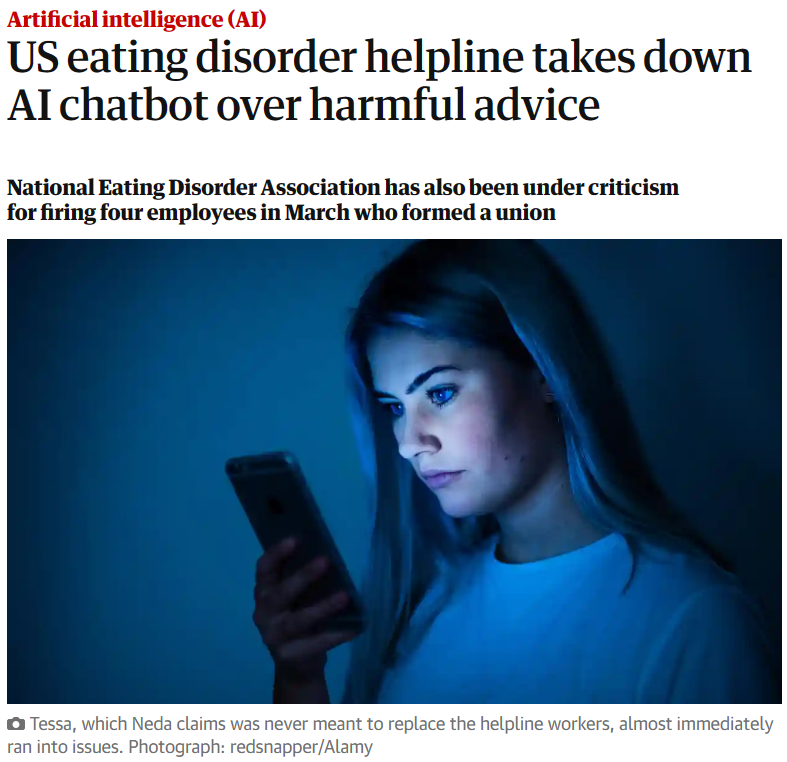 Artificial intelligence (AI)
US eating disorder helpline takes down
AI chatbot over harmful advice
National Eating Disorder Association has also been under criticism
for firing four employees in March who formed a union
Tessa, which Neda claims was never meant to replace the helpline workers, almost immediately
ran into issues. Photograph: redsnapper/Alamy